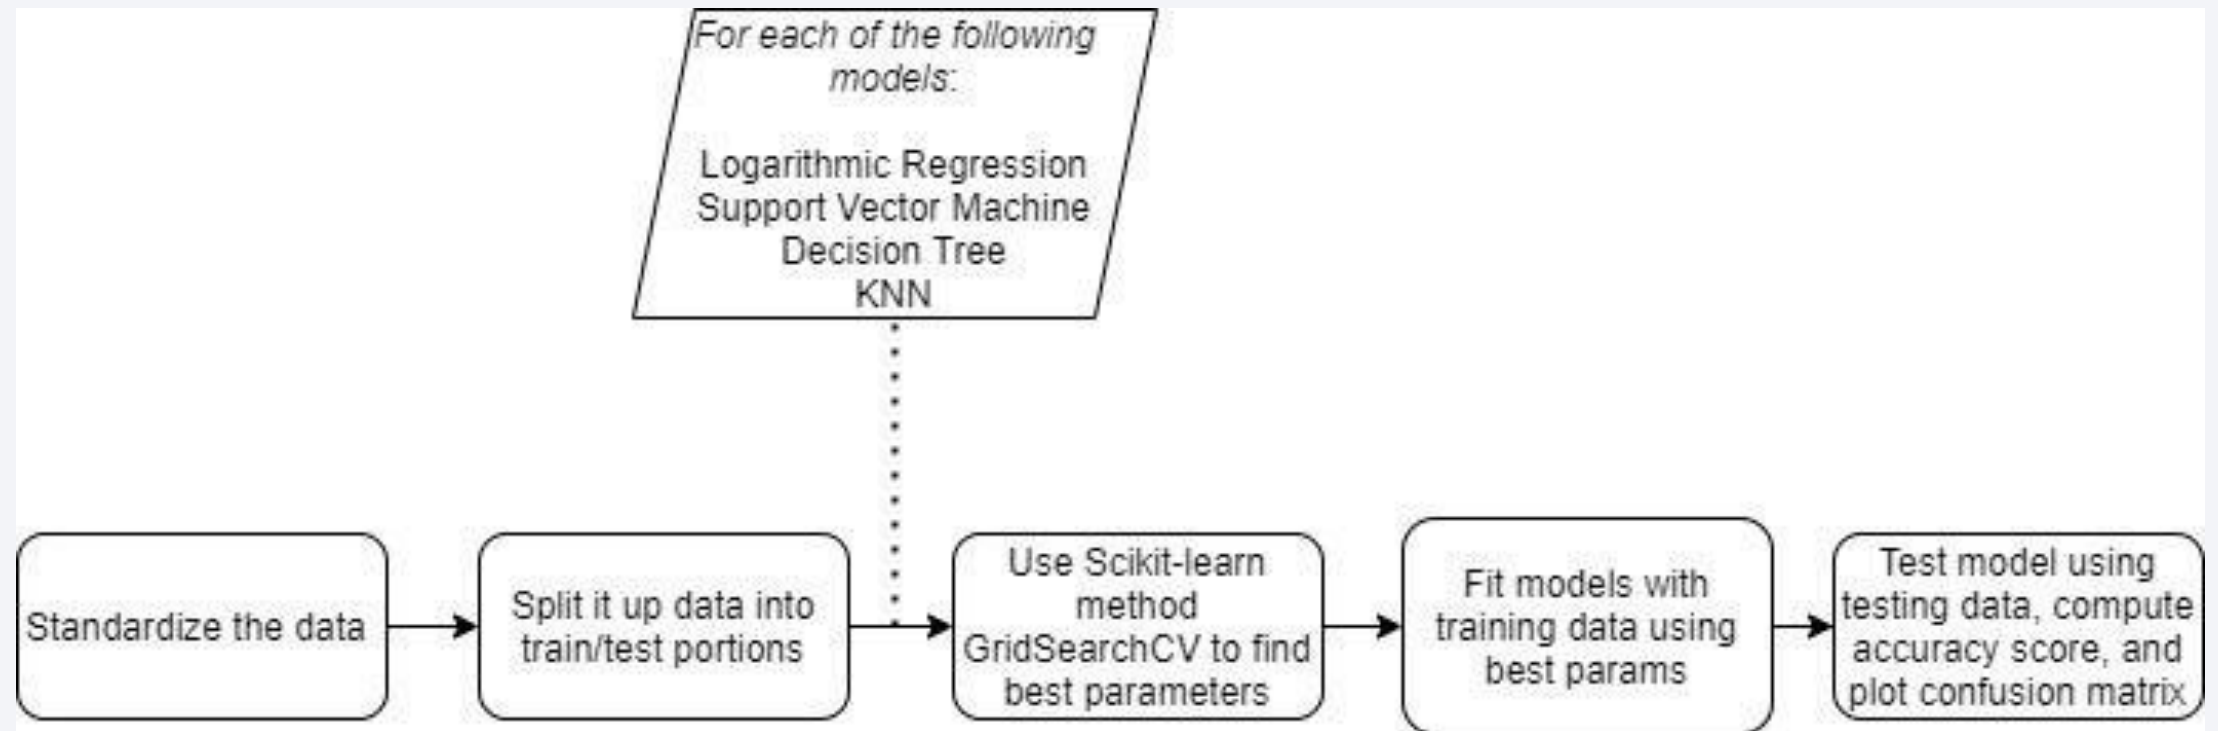 For each of the following
models:
Logarithmic Regression
Support Vector Machine
Decision Tree
KNN
Standardize the data
Split it up data into
train/test portions
Use Scikit-learn
method
GridSearchCV to find
best parameters
Fit models with
training data using
best params
Test model using
testing data, compute
accuracy score, and
plot confusion matrix